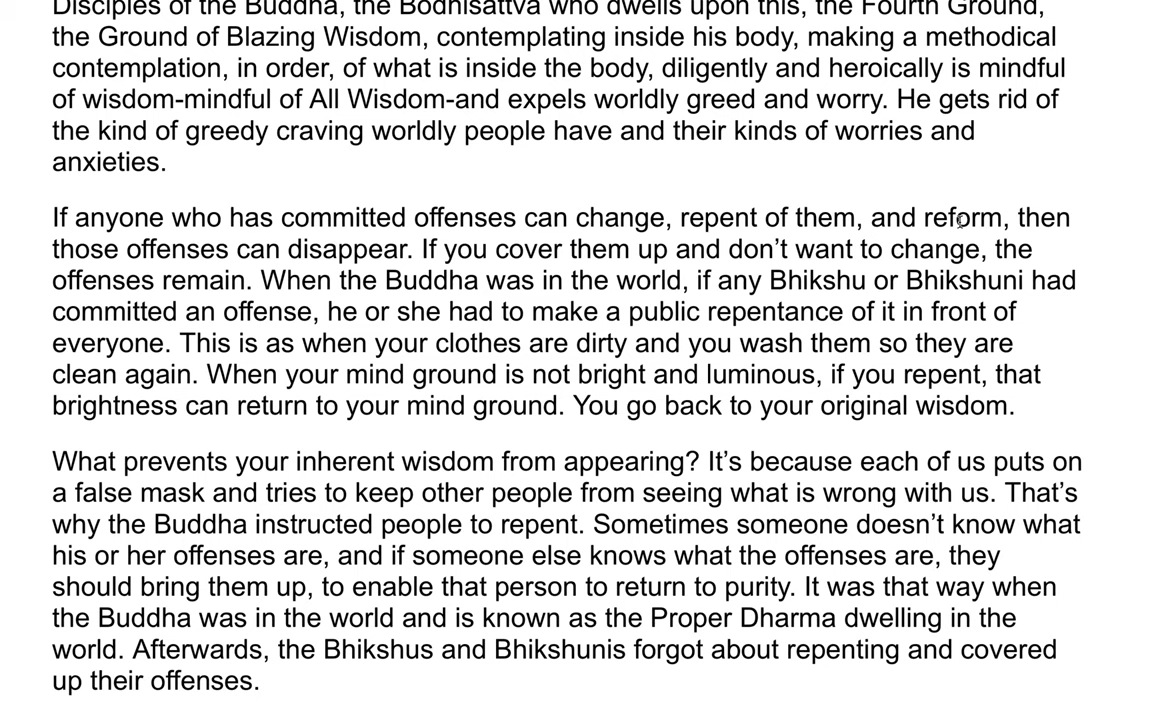 Disciples of the Buddha, the Bodhisattva who dwells upon this, the Fourth Ground,
the Ground of Blazing Wisdom, contemplating inside his body, making a methodical
contemplation, in order, of what is inside the body, diligently and heroically is mindful
of wisdom-mindful of All Wisdom-and expels worldly greed and worry. He gets rid of
the kind of greedy craving worldly people have and their kinds of worries and
anxieties.
If anyone who has committed offenses can change, repent of them, and reform, then
those offenses can disappear. If you cover them up and don’t want to change, the
offenses remain. When the Buddha was in the world, if any Bhikshu or Bhikshuni had
committed an offense, he or she had to make a public repentance of it in front of
everyone. This is as when your clothes are dirty and you wash them so they are
clean again. When your mind ground is not bright and luminous, if you repent, that
brightness can return to your mind ground. You go back to your original wisdom.
What prevents your inherent wisdom from appearing? It’s because each of us puts on
a false mask and tries to keep other people from seeing what is wrong with us. That’s
why the Buddha instructed people to repent. Sometimes someone doesn’t know what
his or her offenses are, and if someone else knows what the offenses are, they
should bring them up, to enable that person to return to purity. It was that way when
the Buddha was in the world and is known as the Proper Dharma dwelling in the
world. Afterwards, the Bhikshus and Bhikshunis forgot about repenting and covered
up their offenses.